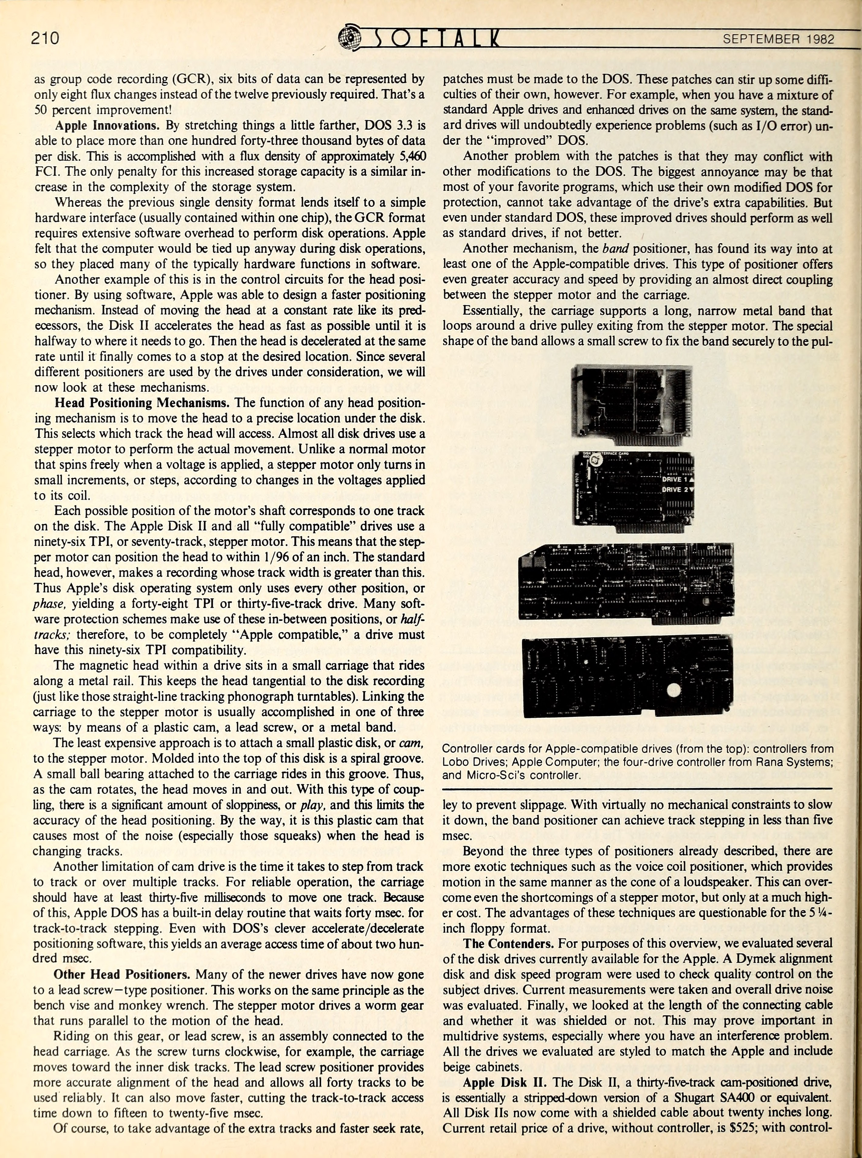 210
SOFTALK
SEPTEMBER 1982
as group code recording (GCR), six bits of data can be represented by
only eight flux changes instead of the twelve previously required. That's a
50 percent improvement!
Apple Innovations. By stretching things a little farther, DOS 3.3 is
able to place more than one hundred forty-three thousand bytes of data
per disk. This is accomplished with a flux density of approximately 5,460
FCI. The only penalty for this increased storage capacity is a similar in-
crease in the complexity of the storage system.
Whereas the previous single density format lends itself to a simple
hardware interface (usually contained within one chip), the GCR format
requires extensive software overhead to perform disk operations. Apple
felt that the computer would be tied up anyway during disk operations,
so they placed many of the typically hardware functions in software.
Another example of this is in the control circuits for the head posi-
tioner. By using software, Apple was able to design a faster positioning
mechanism. Instead of moving the head at a constant rate like its pred-
ecessors, the Disk II accelerates the head as fast as possible until it is
halfway to where it needs to go. Then the head is decelerated at the same
rate until it finally comes to a stop at the desired location. Since several
different positioners are used by the drives under consideration, we will
now look at these mechanisms.
Head Positioning Mechanisms. The function of any head position-
ing mechanism is to move the head to a precise location under the disk.
This selects which track the head will access. Almost all disk drives use a
stepper motor to perform the actual movement. Unlike a normal motor
that spins freely when a voltage is applied, a stepper motor only turns in
small increments, or steps, according to changes in the voltages applied
to its coil.
Each possible position of the motor's shaft corresponds to one track
on the disk. The Apple Disk II and all "fully compatible" drives use a
ninety-six TPI, or seventy-track, stepper motor. This means that the step-
per motor can position the head to within 1/96 of an inch. The standard
head, however, makes a recording whose track width is greater than this.
Thus Apple's disk operating system only uses every other position, or
phase, yielding a forty-eight TPI or thirty-five-track drive. Many soft-
ware protection schemes make use of these in-between positions, or half-
tracks; therefore, to be completely "Apple compatible," a drive must
have this ninety-six TPI compatibility.
The magnetic head within a drive sits in a small carriage that rides
along a metal rail. This keeps the head tangential to the disk recording
(just like those straight-line tracking phonograph turntables). Linking the
carriage to the stepper motor is usually accomplished in one of three
ways: by means of a plastic cam, a lead screw, or a metal band.
The least expensive approach is to attach a small plastic disk, or cam,
to the stepper motor. Molded into the top of this disk is a spiral groove.
A small ball bearing attached to the carriage rides in this groove. Thus,
as the cam rotates, the head moves in and out. With this type of coup-
ling, there is a significant amount of sloppiness, or play, and this limits the
accuracy of the head positioning. By the way, it is this plastic cam that
causes most of the noise (especially those squeaks) when the head is
changing tracks.
Another limitation of cam drive is the time it takes to step from track
to track or over multiple tracks. For reliable operation, the carriage
should have at least thirty-five milliseconds to move one track. Because
of this, Apple DOS has a built-in delay routine that waits forty msec. for
track-to-track stepping. Even with DOS's clever accelerate/decelerate
positioning software, this yields an average access time of about two hun-
dred msec.
Other Head Positioners. Many of the newer drives have now gone
to a lead screw–type positioner. This works on the same principle as the
bench vise and monkey wrench. The stepper motor drives a worm gear
that runs parallel to the motion of the head.
Riding on this gear, or lead screw, is an assembly connected to the
head carriage. As the screw turns clockwise, for example, the carriage
moves toward the inner disk tracks. The lead screw positioner provides
more accurate alignment of the head and allows all forty tracks to be
used reliably. It can also move faster, cutting the track-to-track access
time down to fifteen to twenty-five msec.
Of course, to take advantage of the extra tracks and faster seek rate,
patches must be made to the DOS. These patches can stir up some diffi-
culties of their own, however. For example, when you have a mixture of
standard Apple drives and enhanced drives on the same system, the stand-
ard drives will undoubtedly experience problems (such as I/O error) un-
der the "improved" DOS.
Another problem with the patches is that they may conflict with
other modifications to the DOS. The biggest annoyance may be that
most of your favorite programs, which use their own modified DOS for
protection, cannot take advantage of the drive's extra capabilities. But
even under standard DOS, these improved drives should perform as well
as standard drives, if not better.
Another mechanism, the band positioner, has found its way into at
least one of the Apple-compatible drives. This type of positioner offers
even greater accuracy and speed by providing an almost direct coupling
between the stepper motor and the carriage.
Essentially, the carriage supports a long, narrow metal band that
loops around a drive pulley exiting from the stepper motor. The special
shape of the band allows a small screw to fix the band securely to the pul-
DRIVE 1
DRIVE 2
Controller cards for Apple-compatible drives (from the top): controllers from
Lobo Drives; Apple Computer; the four-drive controller from Rana Systems;
and Micro-Sci's controller.
ley to prevent slippage. With virtually no mechanical constraints to slow
it down, the band positioner can achieve track stepping in less than five
msec.
Beyond the three types of positioners already described, there are
more exotic techniques such as the voice coil positioner, which provides
motion in the same manner as the cone of a loudspeaker. This can over-
come even the shortcomings of a stepper motor, but only at a much high-
er cost. The advantages of these techniques are questionable for the 5¼-
inch floppy format.
The Contenders. For purposes of this overview, we evaluated several
of the disk drives currently available for the Apple. A Dymek alignment
disk and disk speed program were used to check quality control on the
subject drives. Current measurements were taken and overall drive noise
was evaluated. Finally, we looked at the length of the connecting cable
and whether it was shielded or not. This may prove important in
multidrive systems, especially where you have an interference problem.
All the drives we evaluated are styled to match the Apple and include
beige cabinets.
Apple Disk II. The Disk II, a thirty-five-track cam-positioned drive,
is essentially a stripped-down version of a Shugart SA400 or equivalent.
All Disk IIs now come with a shielded cable about twenty inches long.
Current retail price of a drive, without controller, is $525; with control-